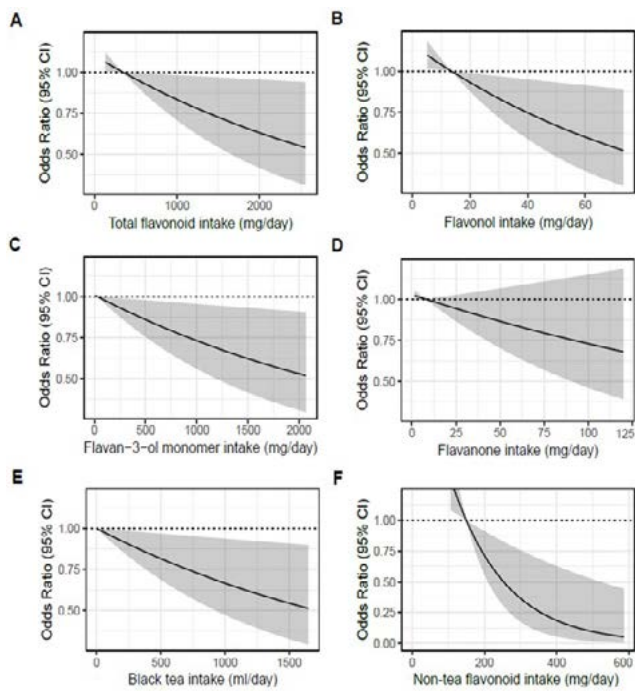 A
Odds Ratio (95% CI)
1.00
0.75
0.50
0
1000
2000
Total flavonoid intake (mg/day)
B
Odds Ratio (95% CI)
1.00
0.75
0.50
20
40
60
Flavonol intake (mg/day)
C
Odds Ratio (95% CI)
1.00
0.75
0.50
0
500
1000
1500
2000
Flavan-3-ol monomer intake (mg/day)
D
Odds Ratio (95% CI)
1.00
0.75
0.50
0
25
50
75
100
125
Flavanone intake (mg/day)
E
Odds Ratio (95% CI)
1.00
0.75
0.50
0
500
1000
1500
Black tea intake (ml/day)
F
Odds Ratio (95% CI)
1.00
0.75
0.50
0.25
0.00
0
200
400
600
Non-tea flavonoid intake (mg/day)